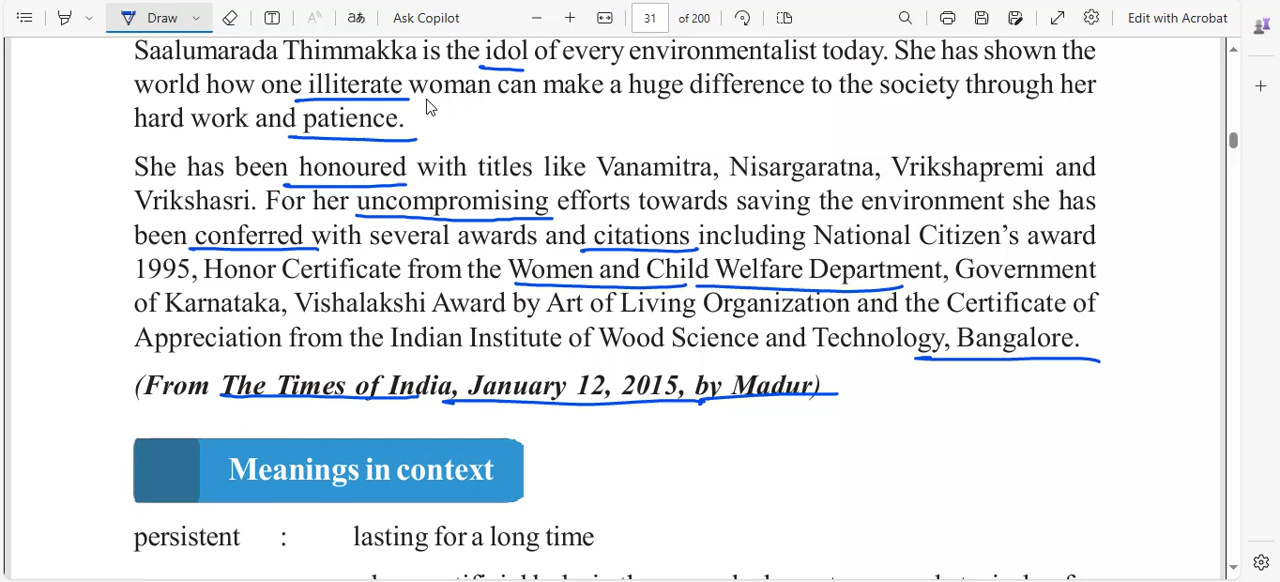 Draw
Ask Copilot
31 of 200
Edit with Acrobat
Saalumarada Thimmakka is the idol of every environmentalist today. She has shown the
world how one illiterate woman can make a huge difference to the society through her
hard work and patience.
She has been honoured with titles like Vanamitra, Nisargaratna, Vrikshapremi and
Vrikshasri. For her uncompromising efforts towards saving the environment she has
been conferred with several awards and citations including National Citizen's award
1995, Honor Certificate from the Women and Child Welfare Department, Government
of Karnataka, Vishalakshi Award by Art of Living Organization and the Certificate of
Appreciation from the Indian Institute of Wood Science and Technology, Bangalore.
(From The Times of India, January 12, 2015, by Madur)
Meanings in context
persistent : lasting for a long time